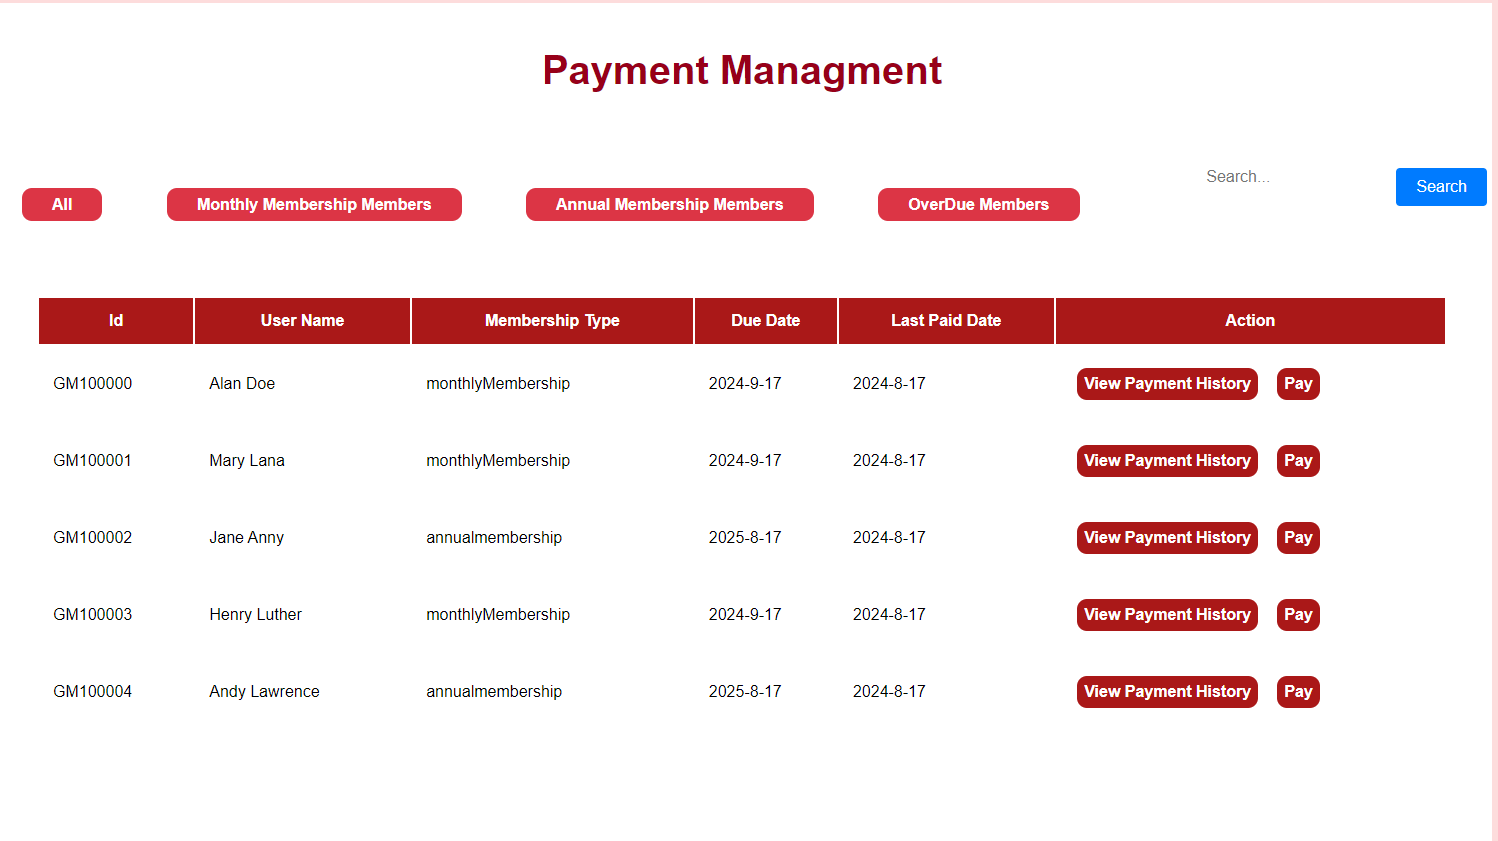 Payment Managment
Search...
Search
All Monthly Membership Members Annual Membership Members OverDue Members
Id User Name Membership Type Due Date Last Paid Date Action
GM100000 Alan Doe monthlyMembership 2024-9-17 2024-8-17 View Payment History Pay
GM100001 Mary Lana monthlyMembership 2024-9-17 2024-8-17 View Payment History Pay
GM100002 Jane Anny annualmembership 2025-8-17 2024-8-17 View Payment History Pay
GM100003 Henry Luther monthlyMembership 2024-9-17 2024-8-17 View Payment History Pay
GM100004 Andy Lawrence annualmembership 2025-8-17 2024-8-17 View Payment History Pay